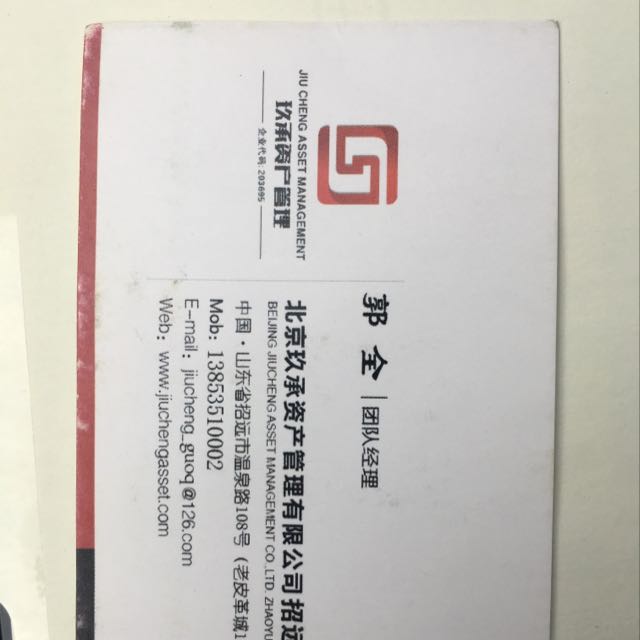 JIU CHENG ASSET MANAGEMENT
玖承资产管理
企业代码: 203695
郭 全 | 团队经理
北京玖承资产管理有限公司招远
BEIJING JIUCHENG ASSET MANAGEMENT CO.,LTD. ZHAOYU
中国·山东省招远市温泉路108号（老皮革城1
Mob: 13853510002
E-mail: jiucheng_guoq@126.com
Web: www.jiuchengasset.com